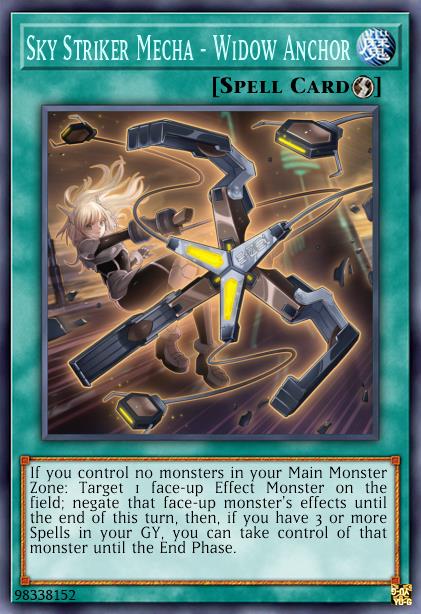 Sky Striker Mecha - Widow Anchor
[Spell Card]
If you control no monsters in your Main Monster
Zone: Target 1 face-up Effect Monster on the
field; negate that face-up monster's effects until
the end of this turn, then, if you have 3 or more
Spells in your GY, you can take control of that
monster until the End Phase.
98338152